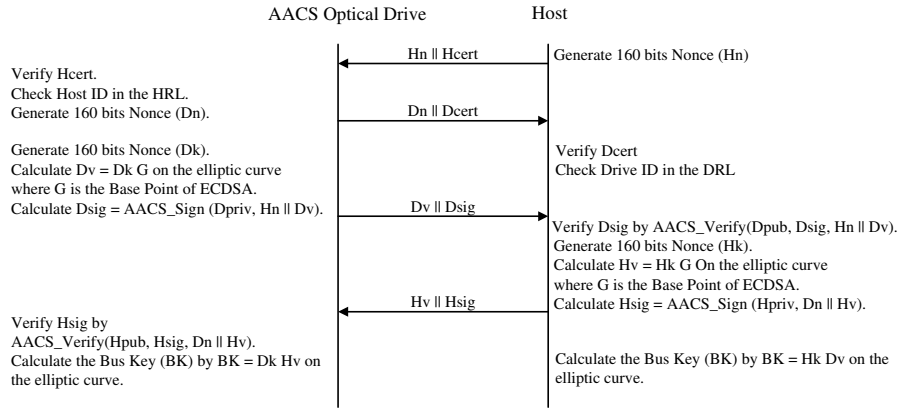 AACS Optical Drive
Host
Hn || Hcert
Generate 160 bits Nonce (Hn)
Verify Hcert.
Check Host ID in the HRL.
Generate 160 bits Nonce (Dn).
Dn || Dcert
Verify Dcert
Check Drive ID in the DRL
Generate 160 bits Nonce (Dk).
Calculate Dv = Dk G on the elliptic curve
where G is the Base Point of ECDSA.
Calculate Dsig = AACS_Sign (Dpriv, Hn || Dv).
Dv || Dsig
Verify Dsig by AACS_Verify(Dpub, Dsig, Hn || Dv).
Generate 160 bits Nonce (Hk).
Calculate Hv = Hk G On the elliptic curve
where G is the Base Point of ECDSA.
Calculate Hsig = AACS_Sign (Hpriv, Dn || Hv).
Hv || Hsig
Verify Hsig by
AACS_Verify(Hpub, Hsig, Dn || Hv).
Calculate the Bus Key (BK) by BK = Dk Hv on
the elliptic curve.
Calculate the Bus Key (BK) by BK = Hk Dv on the
elliptic curve.